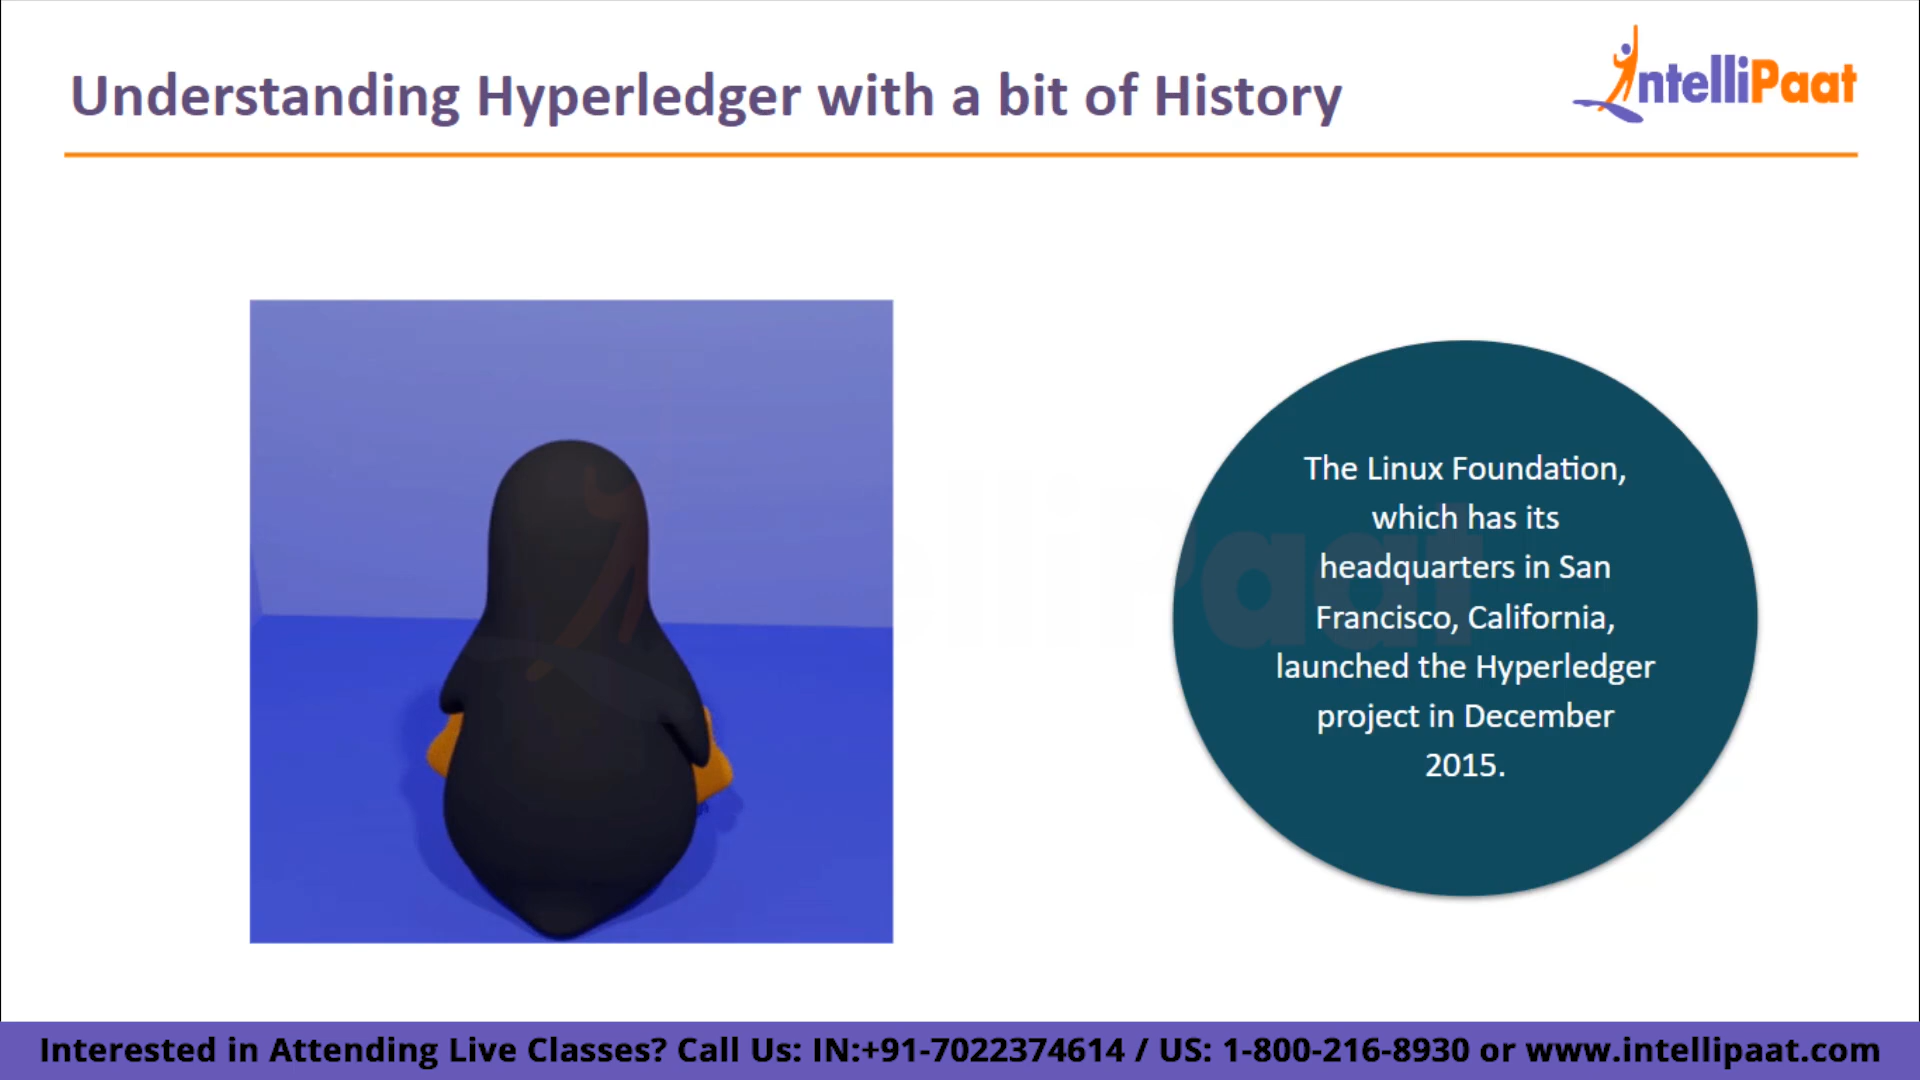 Understanding Hyperledger with a bit of History
IntelliPaat
The Linux Foundation,
which has its
headquarters in San
Francisco, California,
launched the Hyperledger
project in December
2015.
Interested in Attending Live Classes? Call Us: IN:+91-7022374614 / US: 1-800-216-8930 or www.intellipaat.com